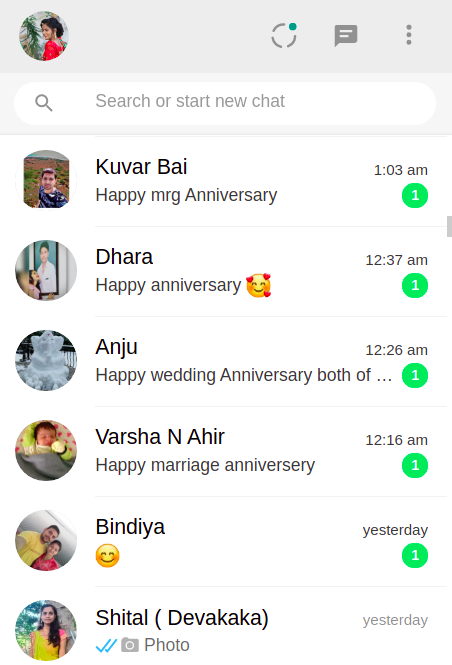 Search or start new chat
Kuvar Bai 1:03 am
Happy mrg Anniversary 1
Dhara 12:37 am
Happy anniversary 🥰 1
Anju 12:26 am
Happy wedding Anniversary both of … 1
Varsha N Ahir 12:16 am
Happy marriage anniversery 1
Bindiya yesterday
😊 1
Shital ( Devakaka) yesterday
Photo